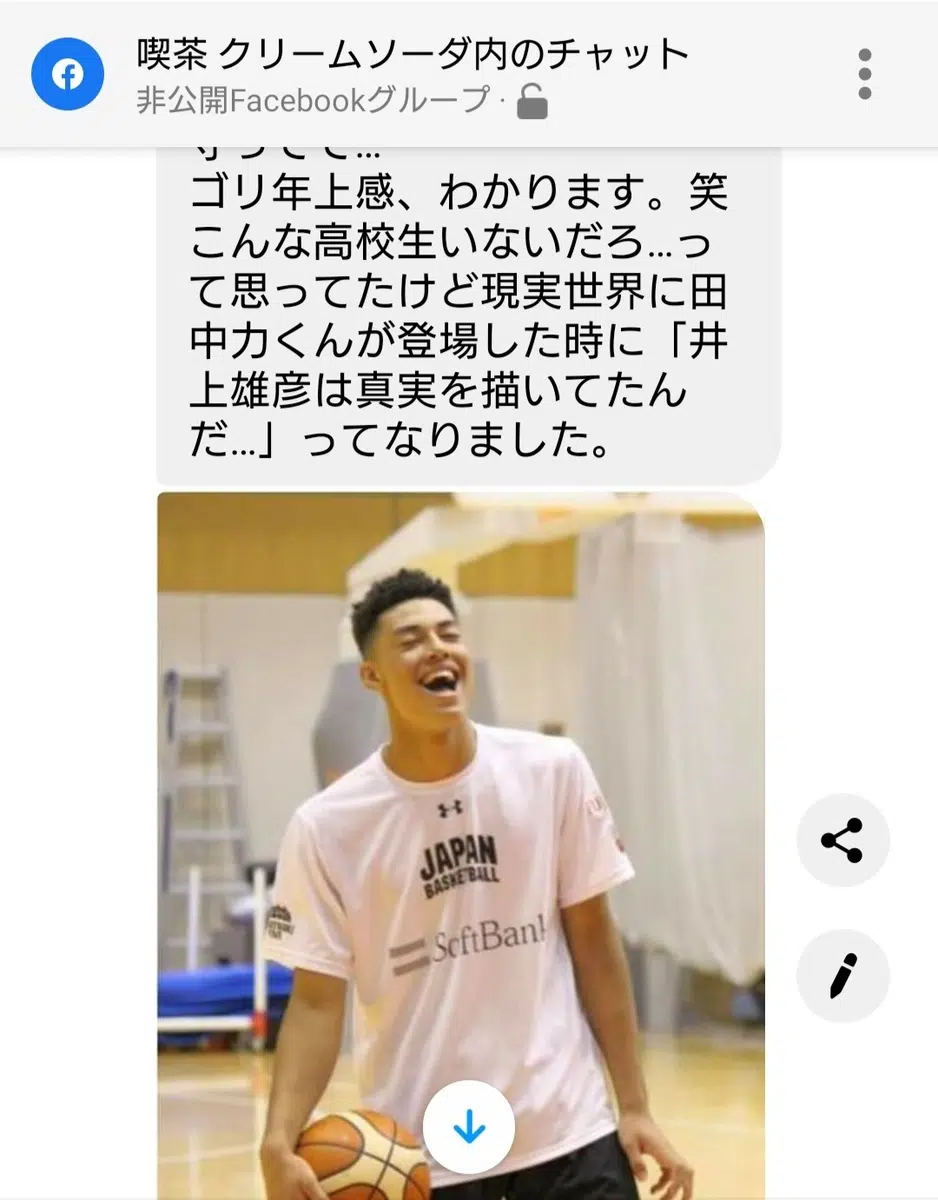 喫茶 クリームソーダ内のチャット
非公開Facebookグループ ·
ゴリ年上感、わかります。笑
こんな高校生いないだろ…っ
て思ってたけど現実世界に田
中力くんが登場した時に「井
上雄彦は真実を描いてたん
だ…」ってなりました。
JAPAN
BASKETBALL
SoftBank